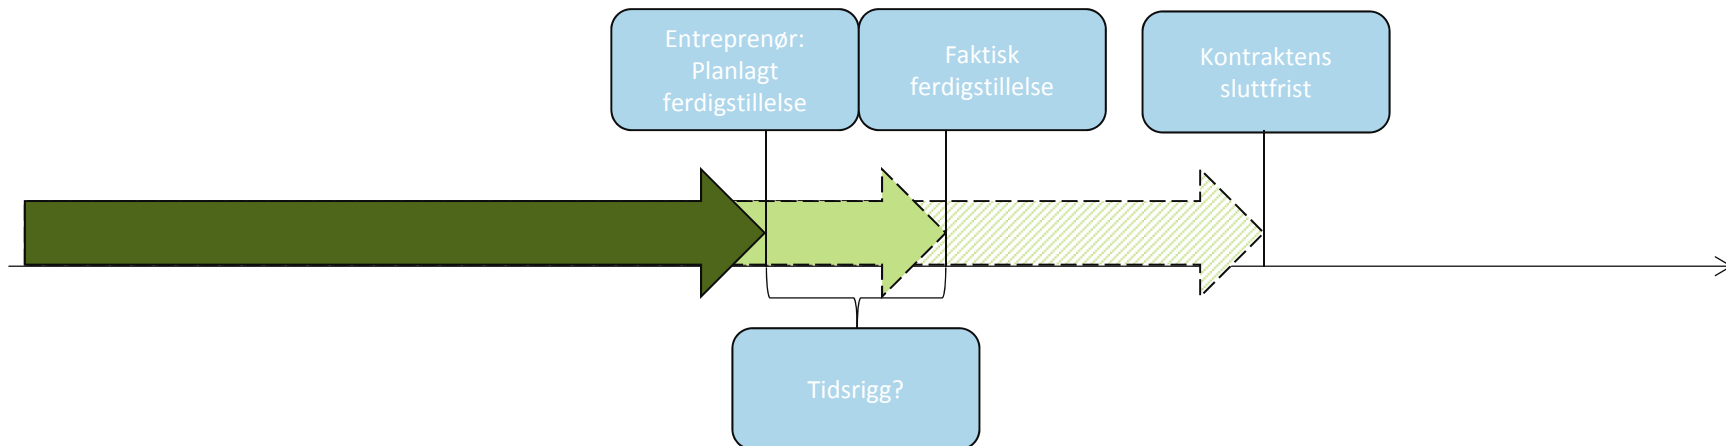 Entreprenør:
Planlagt
ferdigstillelse
Faktisk
ferdigstillelse
Kontraktens
sluttfrist
Tidsrigg?